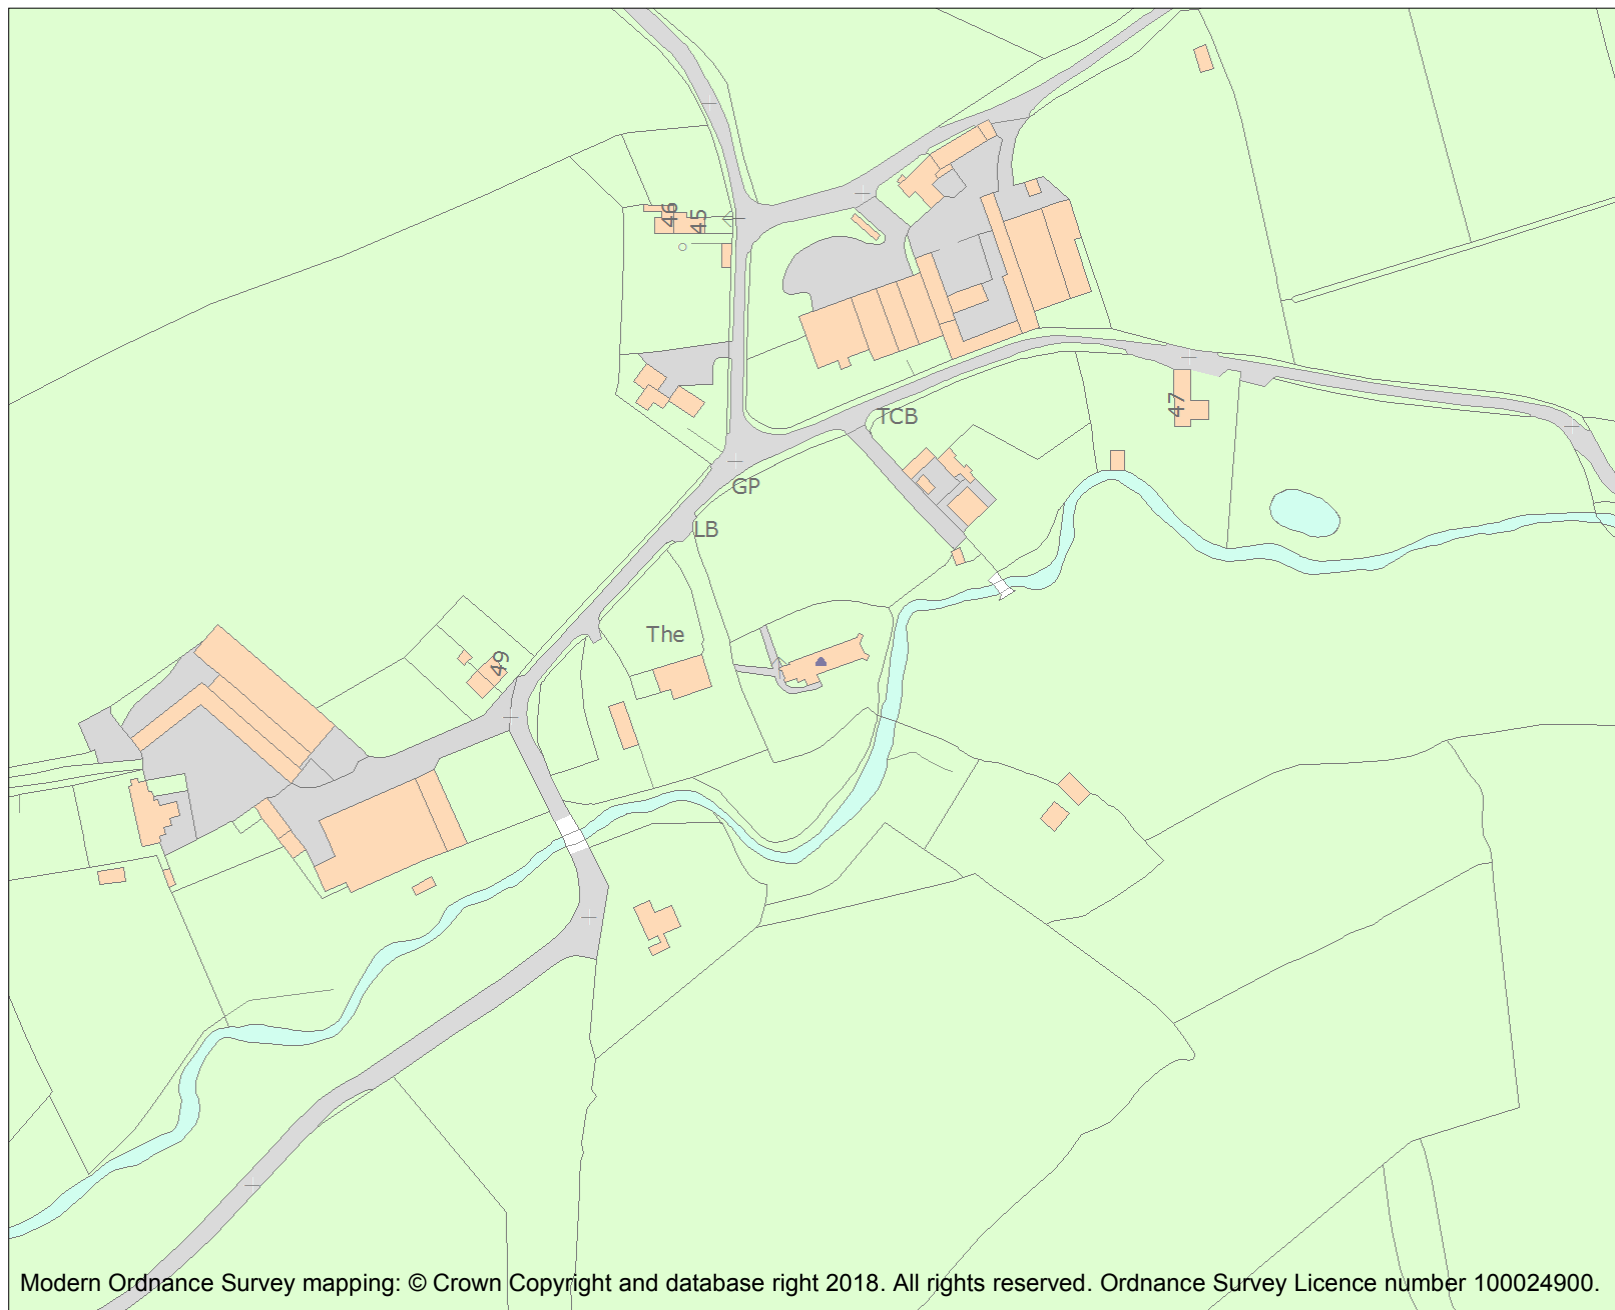 46
45
TCB
47
GP
LB
The
49
Modern Ordnance Survey mapping: © Crown Copyright and database right 2018. All rights reserved. Ordnance Survey Licence number 100024900.